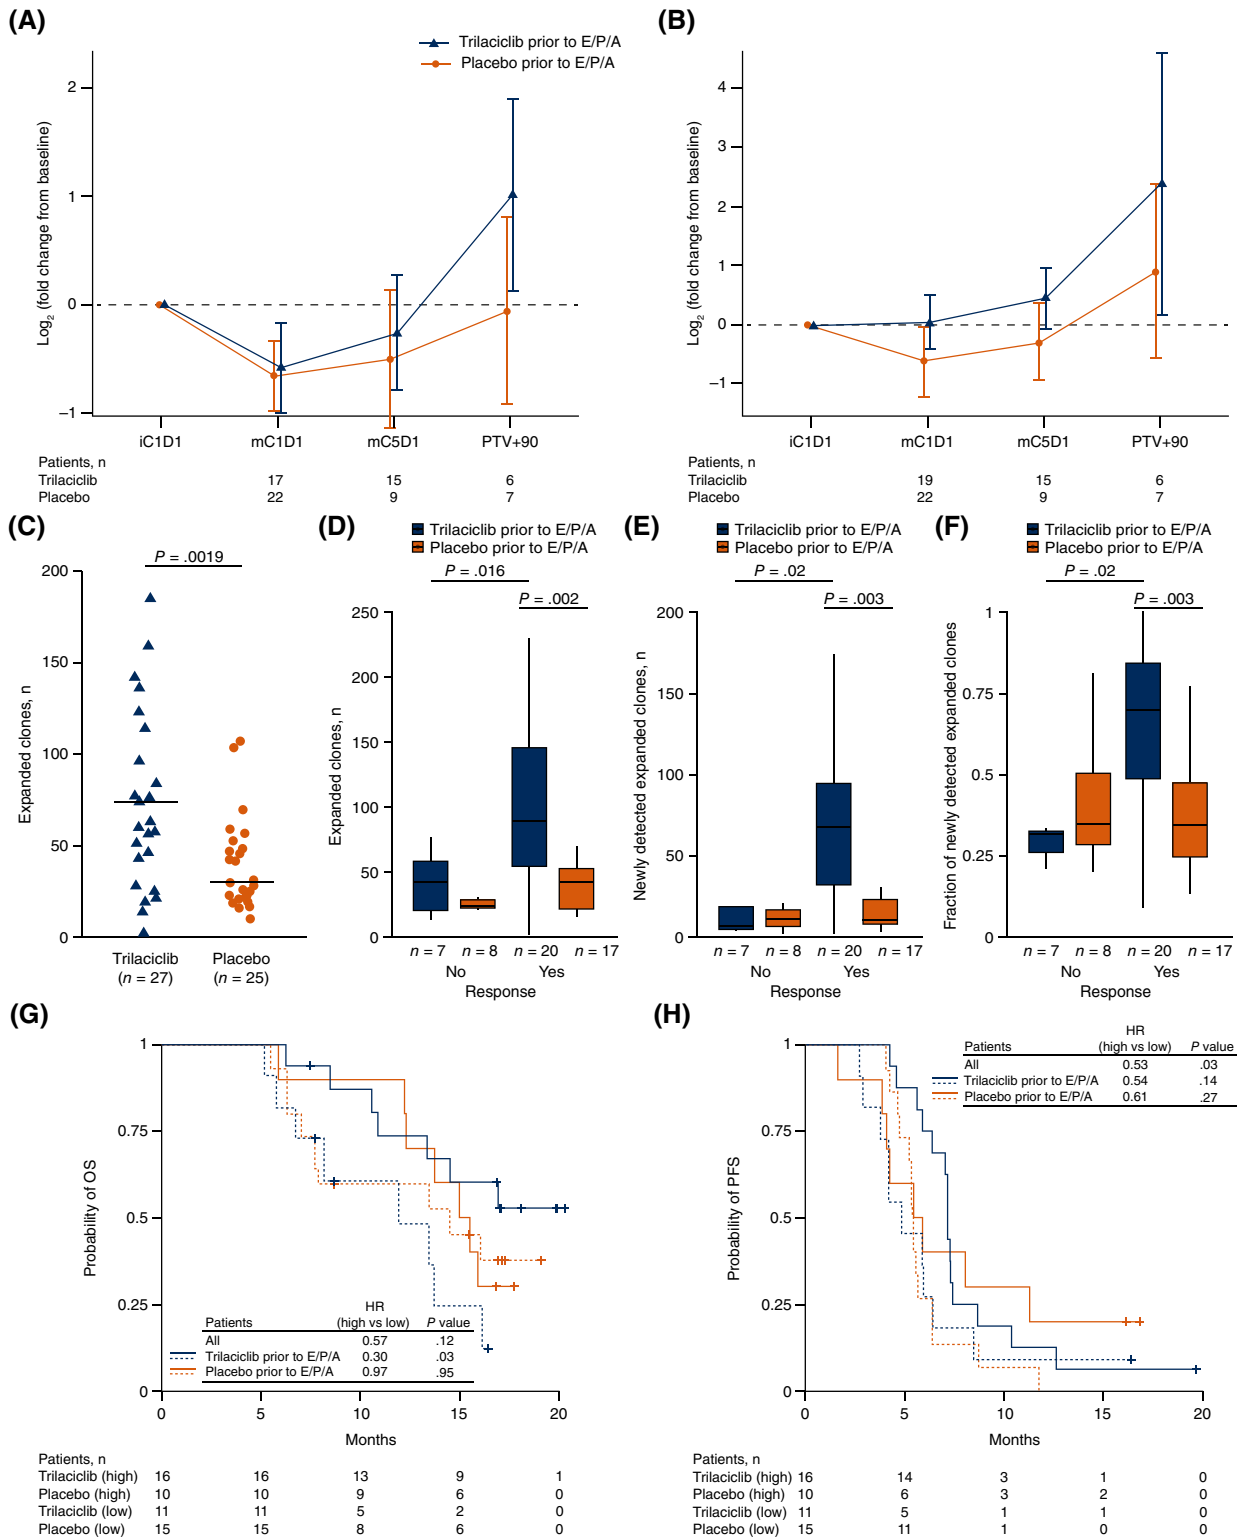 (A)
Trilaciclib prior to E/P/A
Placebo prior to E/P/A
Log2 (fold change from baseline)
2
1
0
–1
iC1D1 mC1D1 mC5D1 PTV+90
Patients, n
Trilaciclib 17 15 6
Placebo 22 9 7
(B)
Log2 (fold change from baseline)
4
3
2
1
0
–1
iC1D1 mC1D1 mC5D1 PTV+90
Patients, n
Trilaciclib 19 15 6
Placebo 22 9 7
(C)
P = .0019
Expanded clones, n
200
150
100
50
0
Trilaciclib Placebo
(n = 27) (n = 25)
(D)
Trilaciclib prior to E/P/A
Placebo prior to E/P/A
P = .016
P = .002
Expanded clones, n
250
200
150
100
50
0
n = 7 n = 8 n = 20 n = 17
No Yes
Response
(E)
Trilaciclib prior to E/P/A
Placebo prior to E/P/A
P = .02
P = .003
Newly detected expanded clones, n
200
150
100
50
0
n = 7 n = 8 n = 20 n = 17
No Yes
Response
(F)
Trilaciclib prior to E/P/A
Placebo prior to E/P/A
P = .02
P = .003
Fraction of newly detected expanded clones
1
0.75
0.5
0.25
0
n = 7 n = 8 n = 20 n = 17
No Yes
Response
(G)
Probability of OS
1
0.75
0.5
0.25
0
HR
Patients (high vs low) P value
All 0.57 .12
Trilaciclib prior to E/P/A 0.30 .03
Placebo prior to E/P/A 0.97 .95
0 5 10 15 20
Months
Patients, n
Trilaciclib (high) 16 16 13 9 1
Placebo (high) 10 10 9 6 0
Trilaciclib (low) 11 11 5 2 0
Placebo (low) 15 15 8 6 0
(H)
HR
Patients (high vs low) P value
All 0.53 .03
Trilaciclib prior to E/P/A 0.54 .14
Placebo prior to E/P/A 0.61 .27
Probability of PFS
1
0.75
0.5
0.25
0
0 5 10 15 20
Months
Patients, n
Trilaciclib (high) 16 14 3 1 0
Placebo (high) 10 6 3 2 0
Trilaciclib (low) 11 5 1 1 0
Placebo (low) 15 11 1 0 0